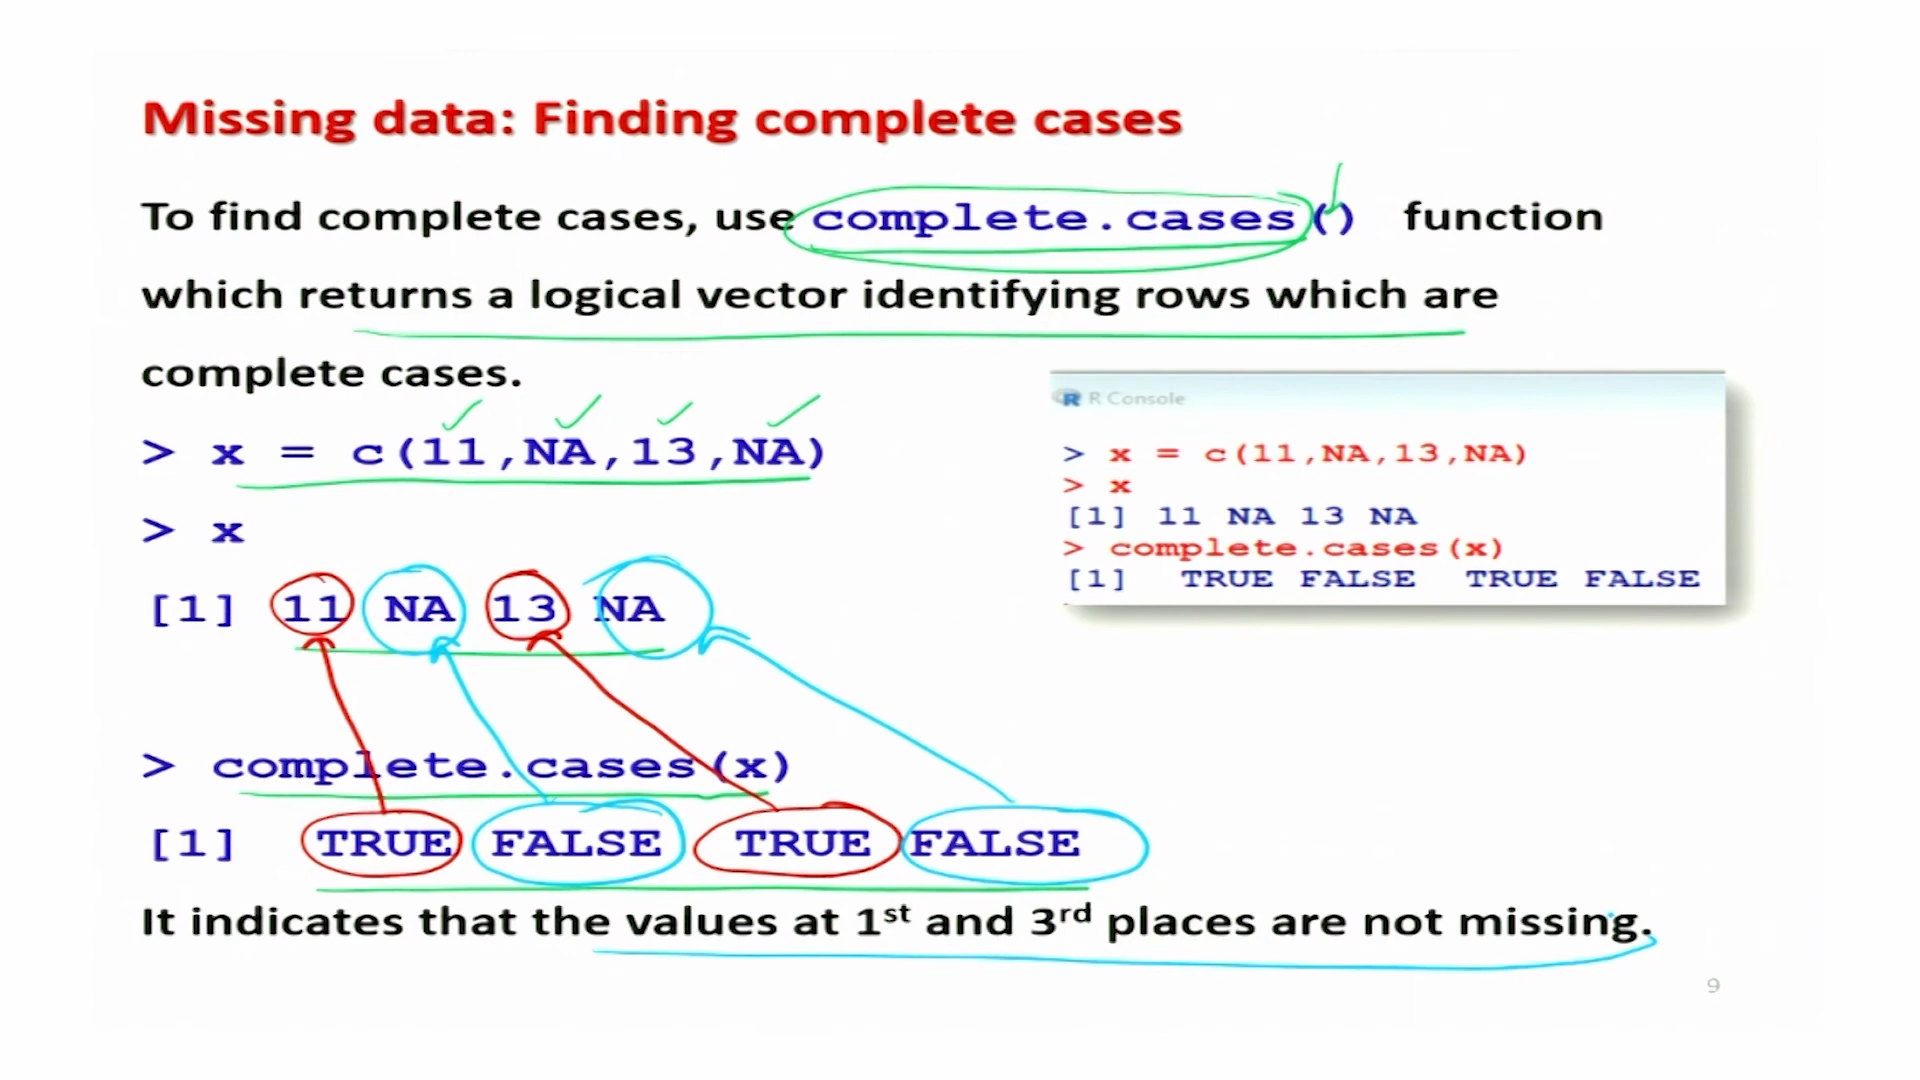 Missing data: Finding complete cases
To find complete cases, use complete.cases() function
which returns a logical vector identifying rows which are
complete cases.
> x = c(11,NA,13,NA)
> x
[1] 11 NA 13 NA
> complete.cases(x)
[1] TRUE FALSE TRUE FALSE
It indicates that the values at 1st and 3rd places are not missing.
R R Console
> x = c(11,NA,13,NA)
> x
[1] 11 NA 13 NA
> complete.cases(x)
[1] TRUE FALSE TRUE FALSE
9